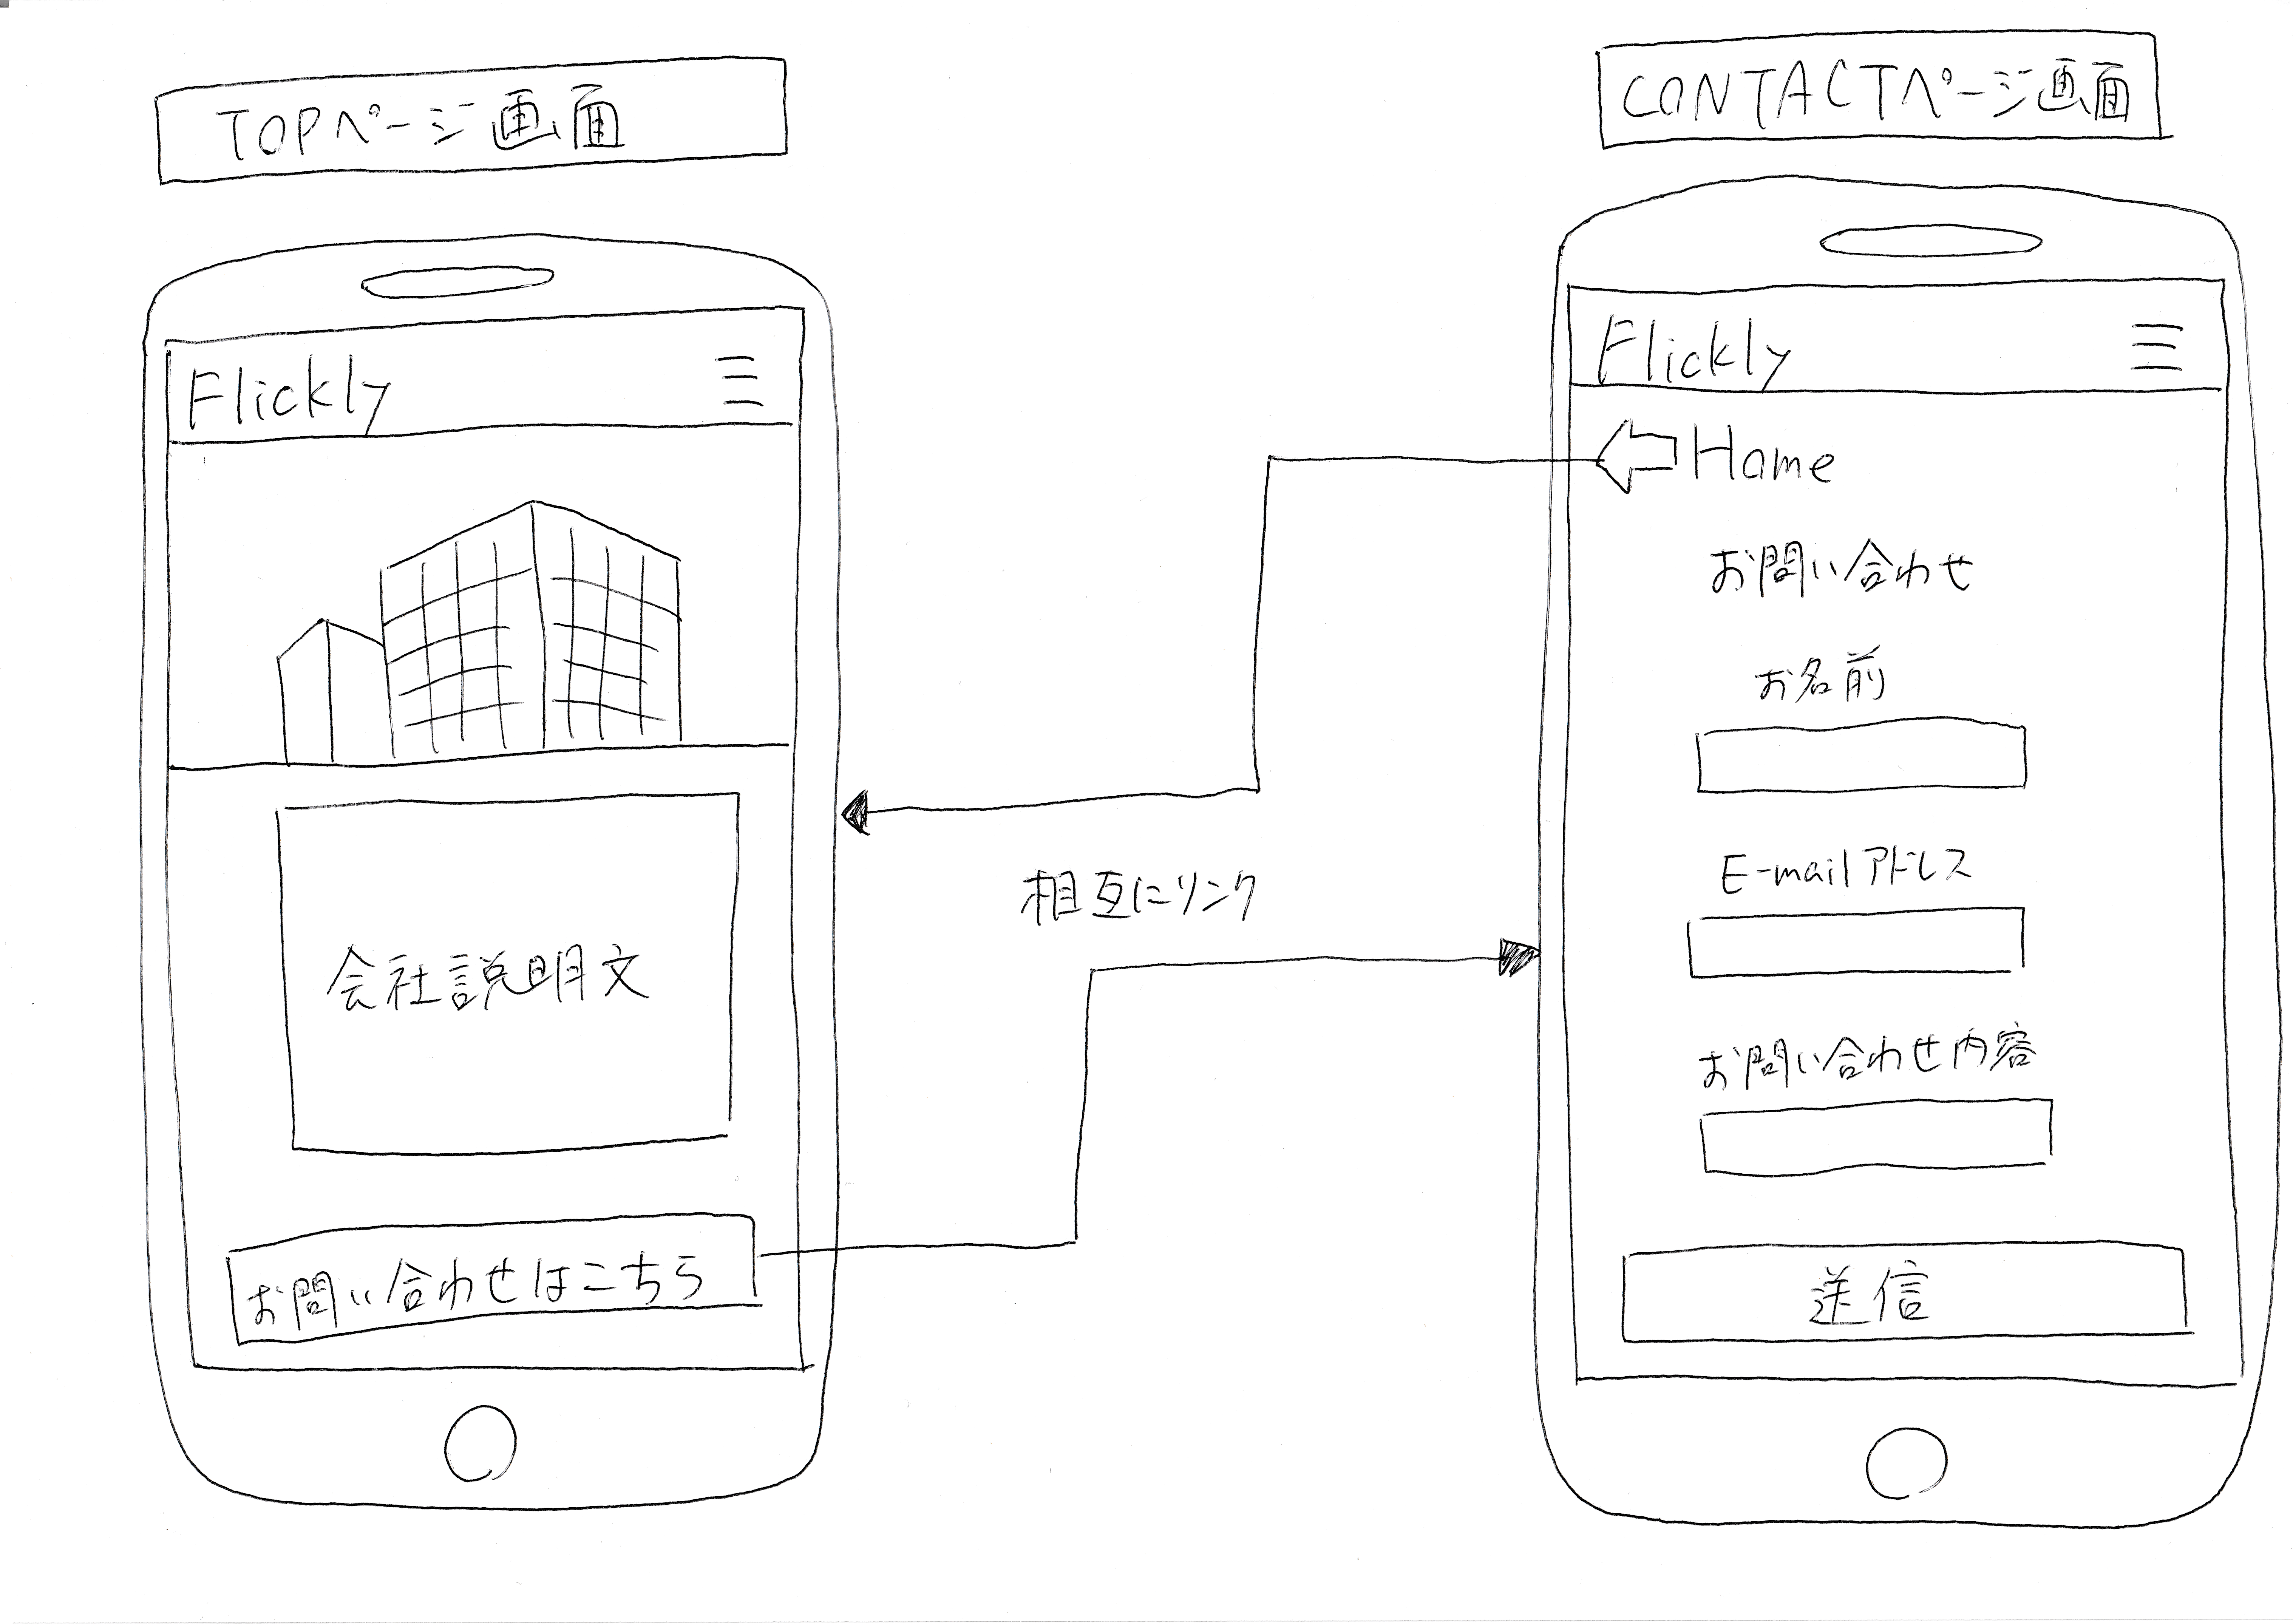 TOPページ画面
Flickly
会社説明文
お問い合わせはこちら
相互にリンク
CONTACTページ画面
Flickly
Home
お問い合わせ
お名前
E-mailアドレス
お問い合わせ内容
送信